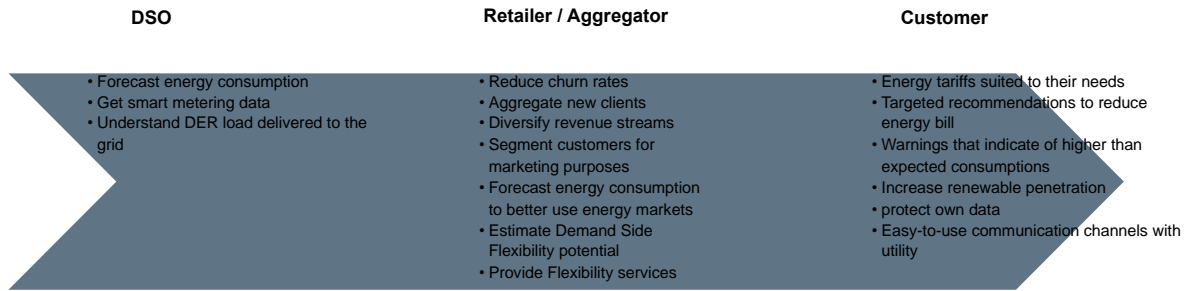 DSO
• Forecast energy consumption
• Get smart metering data
• Understand DER load delivered to the
grid
Retailer / Aggregator
• Reduce churn rates
• Aggregate new clients
• Diversify revenue streams
• Segment customers for
marketing purposes
• Forecast energy consumption
to better use energy markets
• Estimate Demand Side
Flexibility potential
• Provide Flexibility services
Customer
• Energy tariffs suited to their needs
• Targeted recommendations to reduce
energy bill
• Warnings that indicate of higher than
expected consumptions
• Increase renewable penetration
• protect own data
• Easy-to-use communication channels with
utility